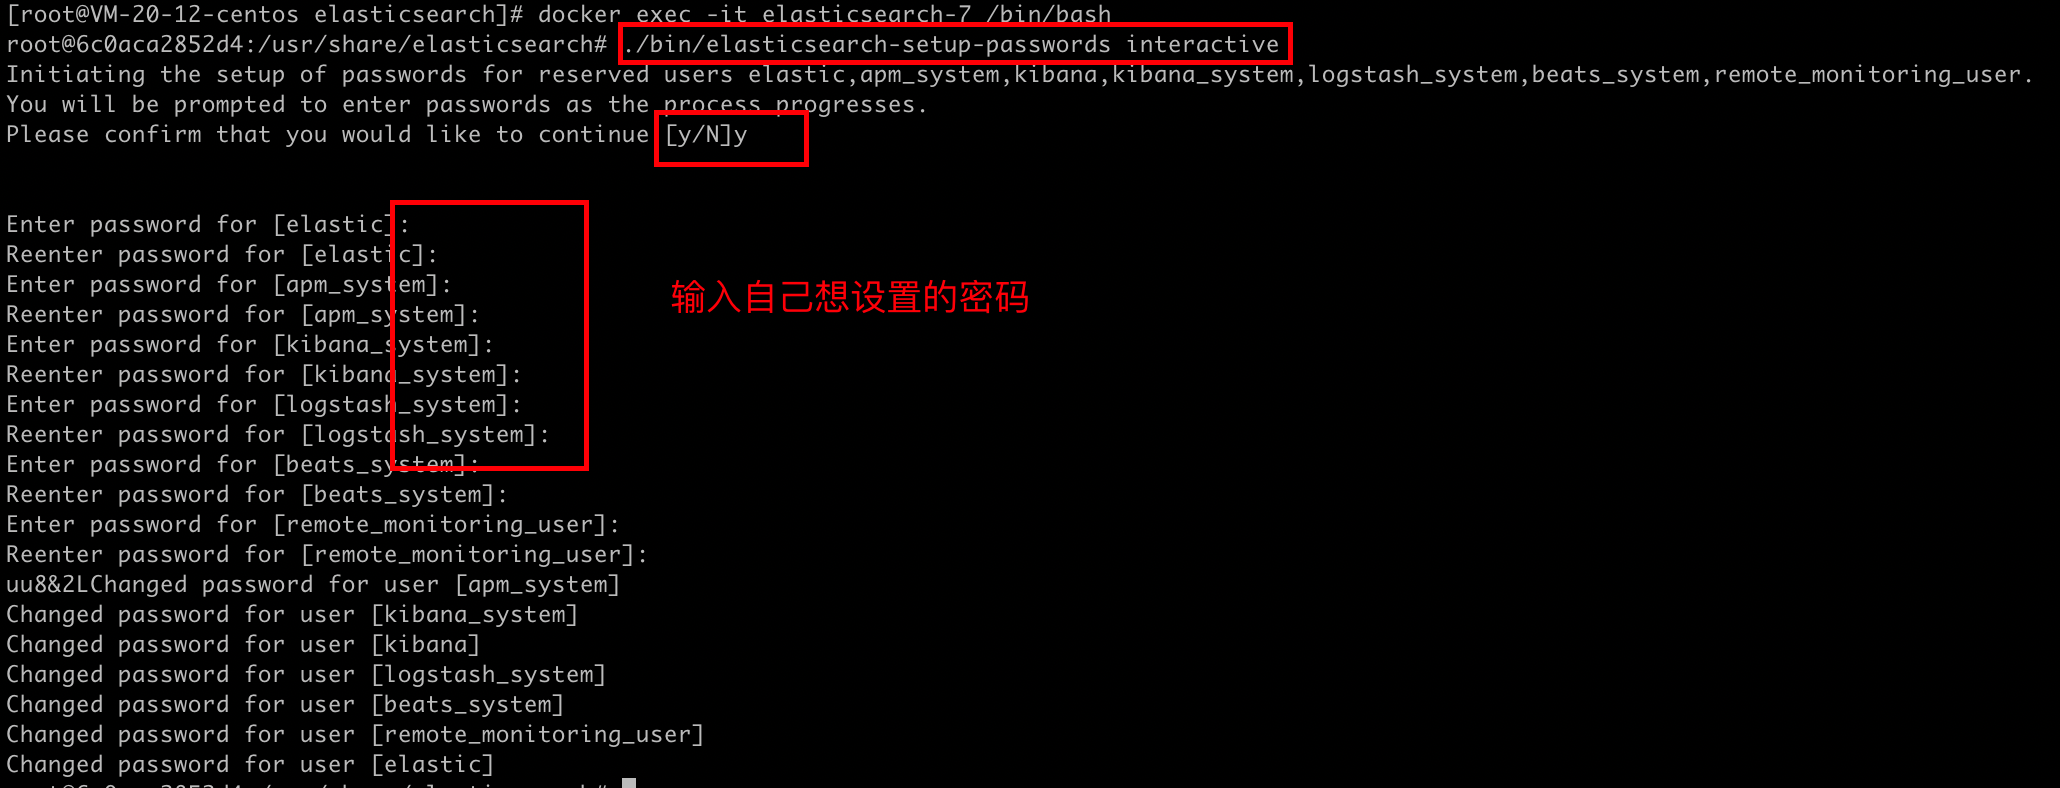 [root@VM-20-12-centos elasticsearch]# docker exec -it elasticsearch-7 /bin/bash
root@6c0aca2852d4:/usr/share/elasticsearch# ./bin/elasticsearch-setup-passwords interactive
Initiating the setup of passwords for reserved users elastic,apm_system,kibana,kibana_system,logstash_system,beats_system,remote_monitoring_user.
You will be prompted to enter passwords as the process progresses.
Please confirm that you would like to continue [y/N]y
Enter password for [elastic]:
Reenter password for [elastic]:
Enter password for [apm_system]:
输入自己想设置的密码
Reenter password for [apm_system]:
Enter password for [kibana_system]:
Reenter password for [kibana_system]:
Enter password for [logstash_system]:
Reenter password for [logstash_system]:
Enter password for [beats_system]:
Reenter password for [beats_system]:
Enter password for [remote_monitoring_user]:
Reenter password for [remote_monitoring_user]:
uu8&2LChanged password for user [apm_system]
Changed password for user [kibana_system]
Changed password for user [kibana]
Changed password for user [logstash_system]
Changed password for user [beats_system]
Changed password for user [remote_monitoring_user]
Changed password for user [elastic]